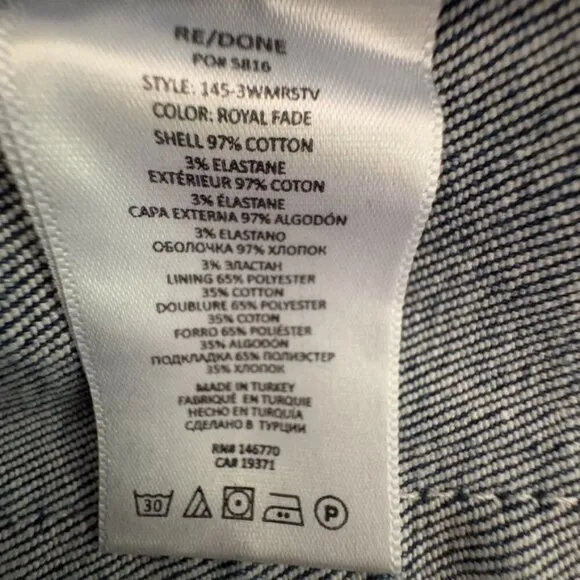 RE/DONE
PO# 5816
STYLE: 145-3WMRSTV
COLOR: ROYAL FADE
SHELL 97% COTTON
3% ELASTANE
EXTÉRIEUR 97% COTON
3% ÉLASTANE
CAPA EXTERNA 97% ALGODÓN
3% ELASTANO
ОБОЛОЧКА 97% ХЛОПОК
3% ЭЛАСТАН
LINING 65% POLYESTER
35% COTTON
DOUBLURE 65% POLYESTER
35% COTON
FORRO 65% POLIÉSTER
35% ALGODÓN
ПОДКЛАДКА 65% ПОЛИЭСТЕР
35% ХЛОПОК
MADE IN TURKEY
FABRIQUÉ EN TURQUIE
HECHO EN TURQUÍA
СДЕЛАНО В ТУРЦИИ
RN# 146770
CA# 19371
30 P